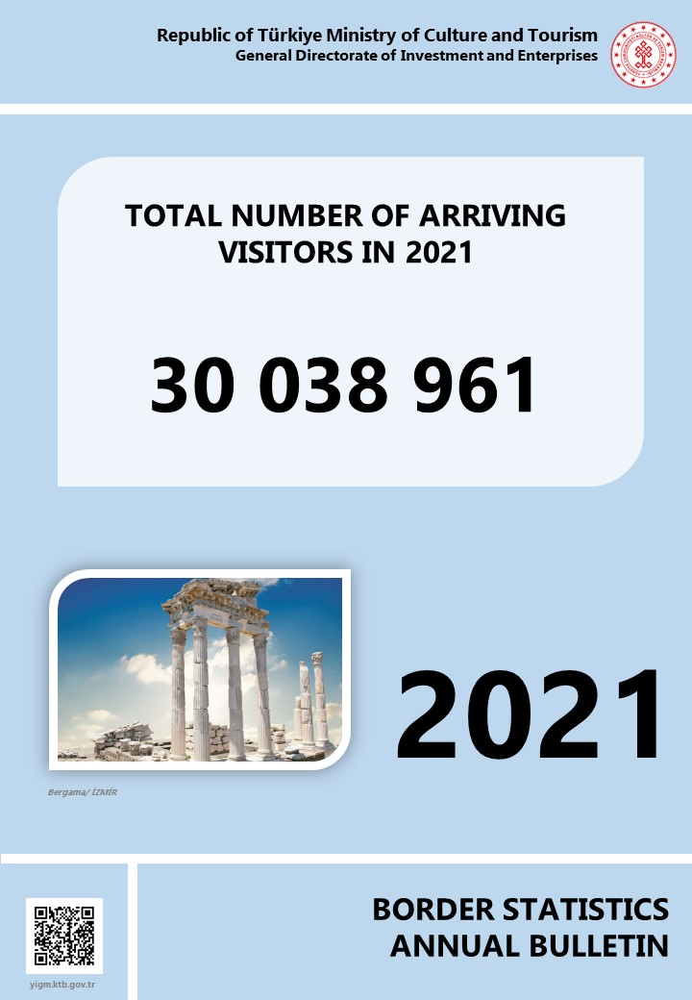 Republic of Türkiye Ministry of Culture and Tourism
General Directorate of Investment and Enterprises
TOTAL NUMBER OF ARRIVING
VISITORS IN 2021
30 038 961
2021
Bergama/ İZMİR
BORDER STATISTICS
ANNUAL BULLETIN
yigm.ktb.gov.tr